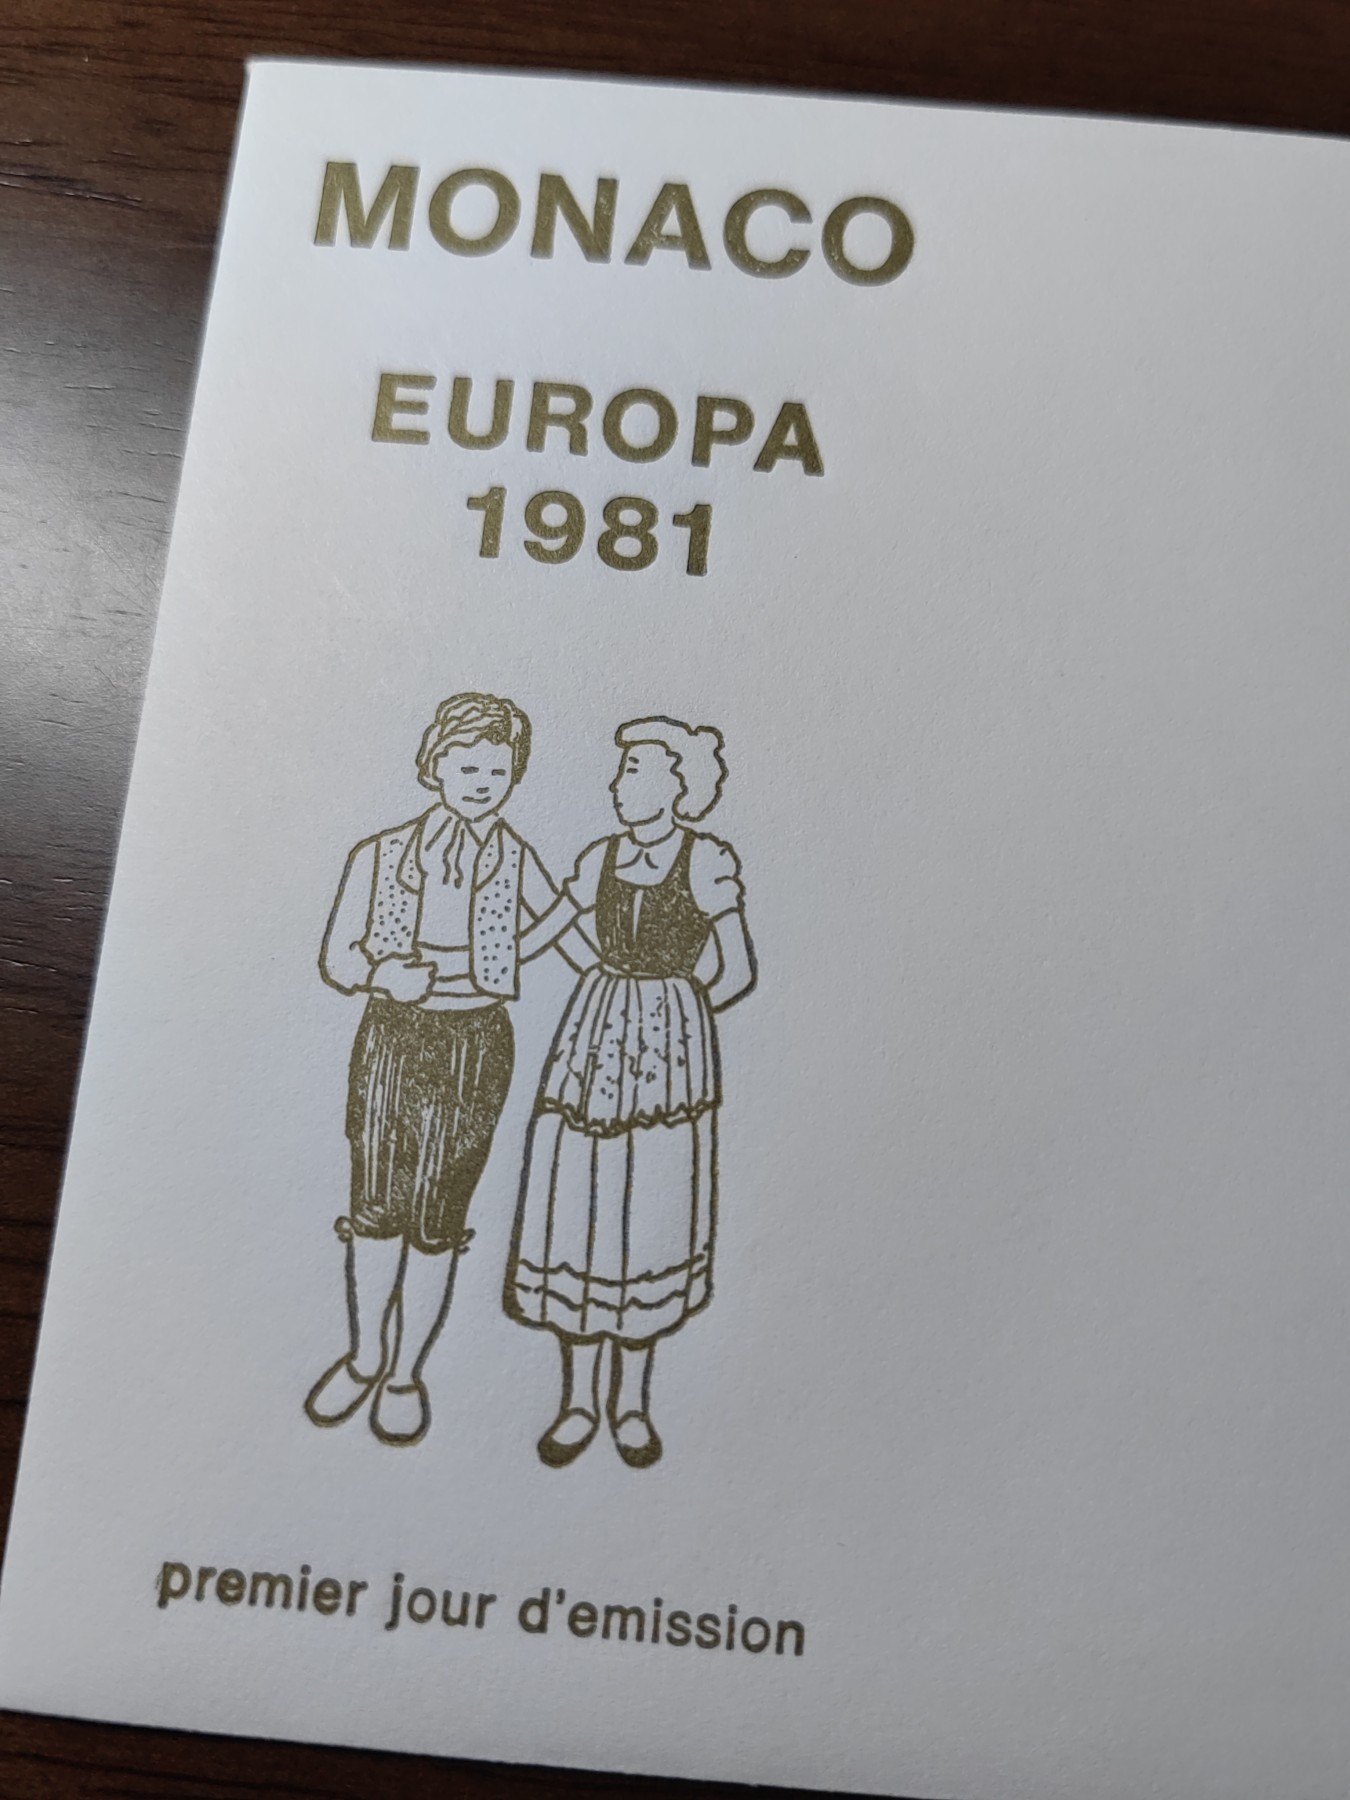 MONACO
EUROPA
1981
premier jour d'emission